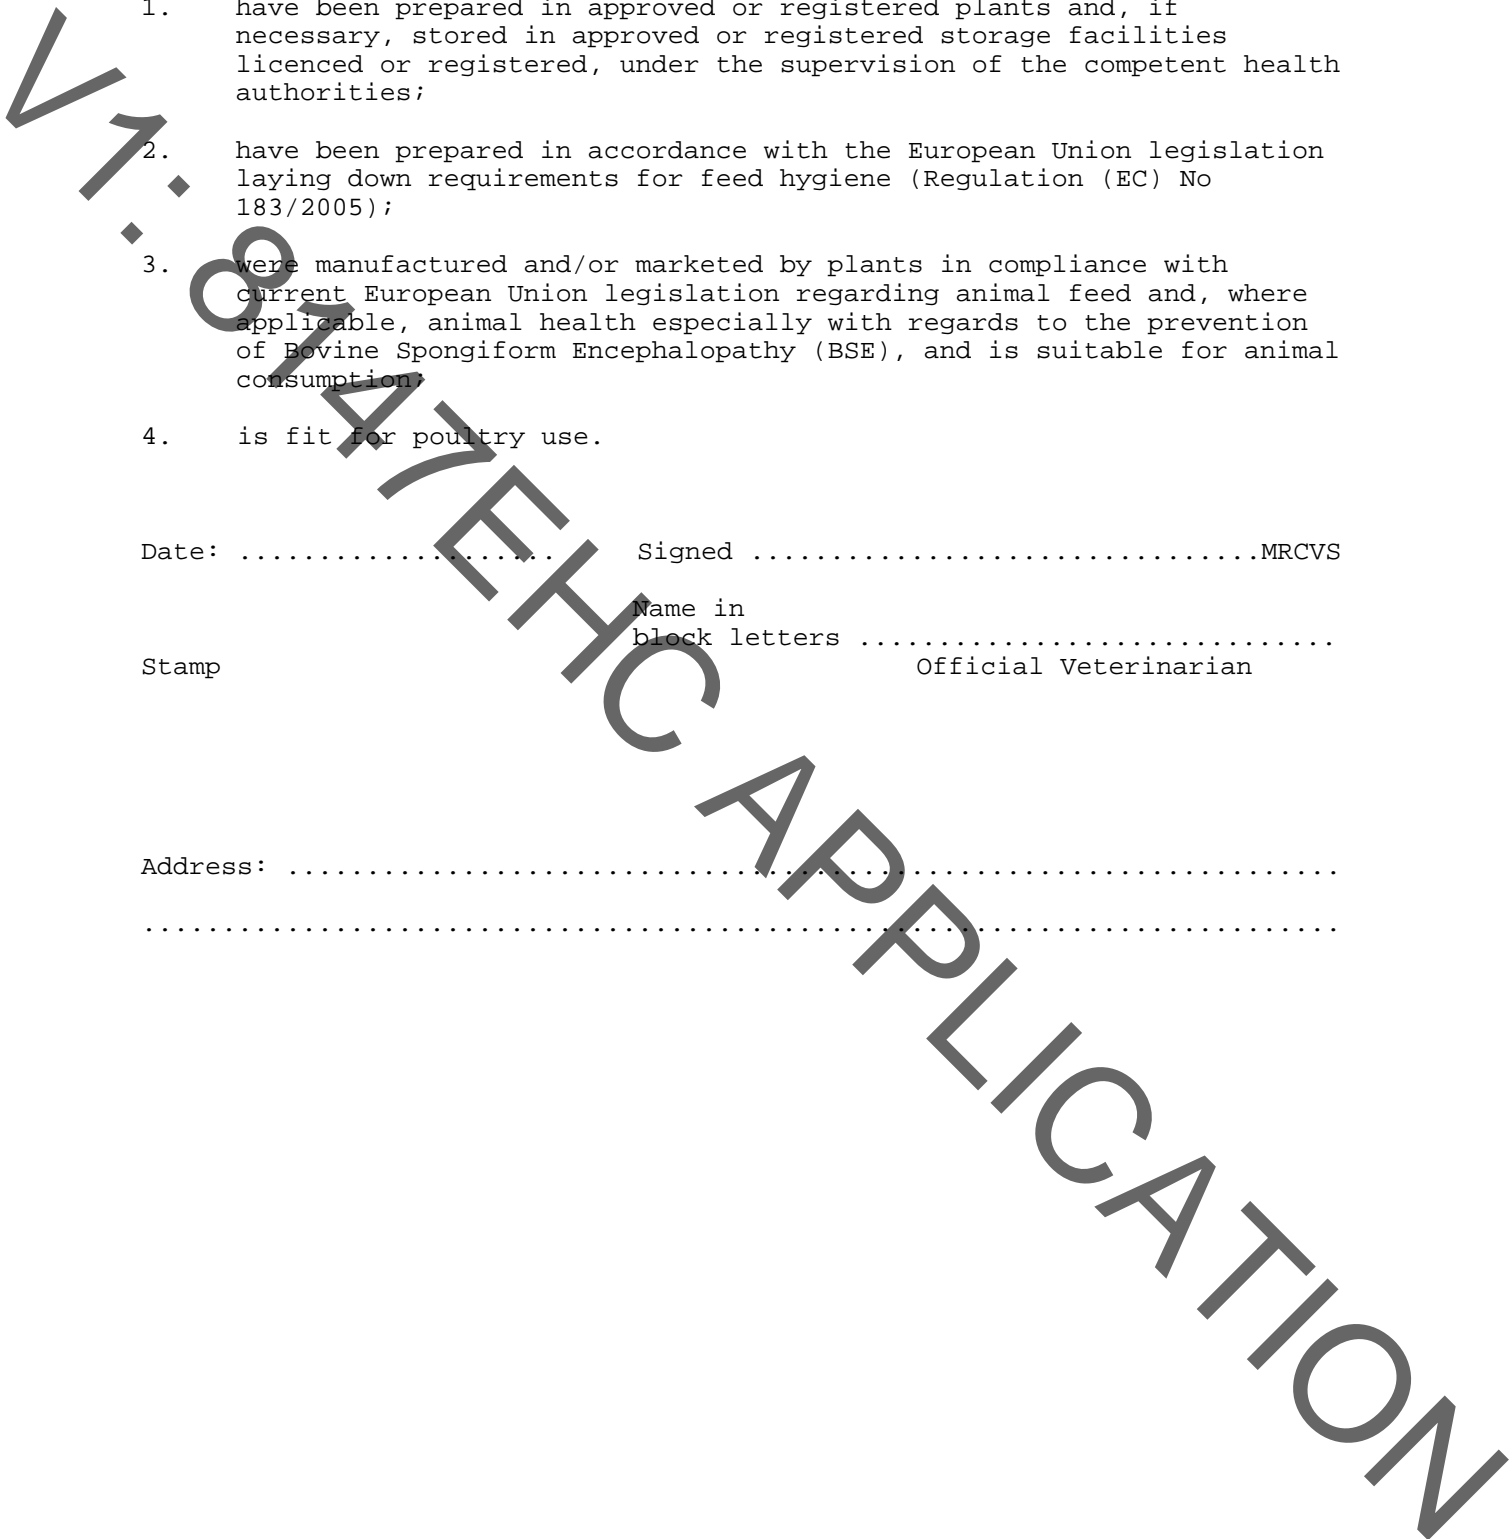 1. have been prepared in approved or registered plants and, if
necessary, stored in approved or registered storage facilities
licenced or registered, under the supervision of the competent health
authorities;
2. have been prepared in accordance with the European Union legislation
laying down requirements for feed hygiene (Regulation (EC) No
183/2005);
3. were manufactured and/or marketed by plants in compliance with
current European Union legislation regarding animal feed and, where
applicable, animal health especially with regards to the prevention
of Bovine Spongiform Encephalopathy (BSE), and is suitable for animal
consumption;
4. is fit for poultry use.
Date: .................... Signed ................................MRCVS
Name in
block letters ..............................
Stamp Official Veterinarian
Address: ..................................................................
...........................................................................
V1: 8147EHC APPLICATION